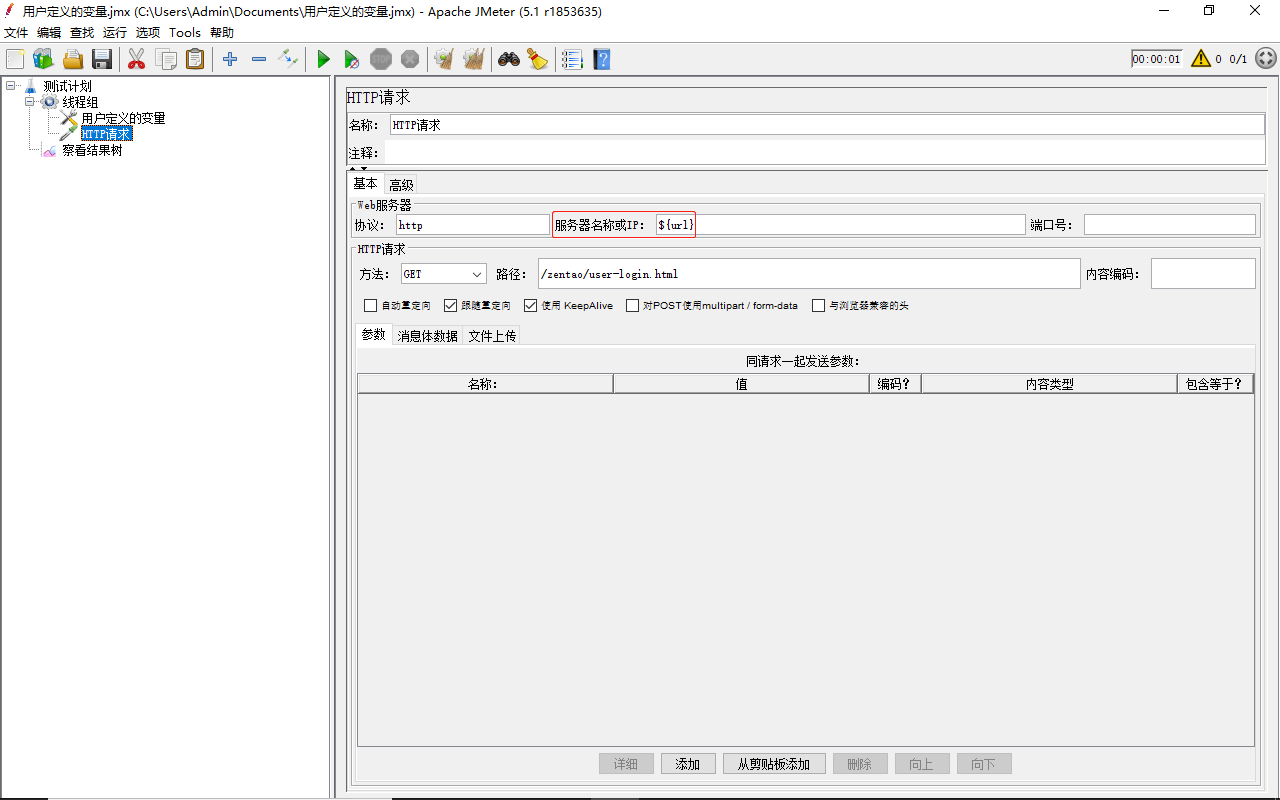 用户定义的变量.jmx (C:\Users\Admin\Documents\用户定义的变量.jmx) - Apache JMeter (5.1 r1853635)
文件 编辑 查找 运行 选项 Tools 帮助
STOP
00:00:01 0 0/1
测试计划
线程组
用户定义的变量
HTTP请求
察看结果树
HTTP请求
名称: HTTP请求
注释:
基本 高级
Web服务器
协议: http 服务器名称或IP: ${url} 端口号:
HTTP请求
方法: GET 路径: /zentao/user-login.html 内容编码:
自动重定向 跟随重定向 使用 KeepAlive 对POST使用multipart / form-data 与浏览器兼容的头
参数 消息体数据 文件上传
同请求一起发送参数:
名称: 值 编码? 内容类型 包含等于?
详细 添加 从剪贴板添加 删除 向上 向下